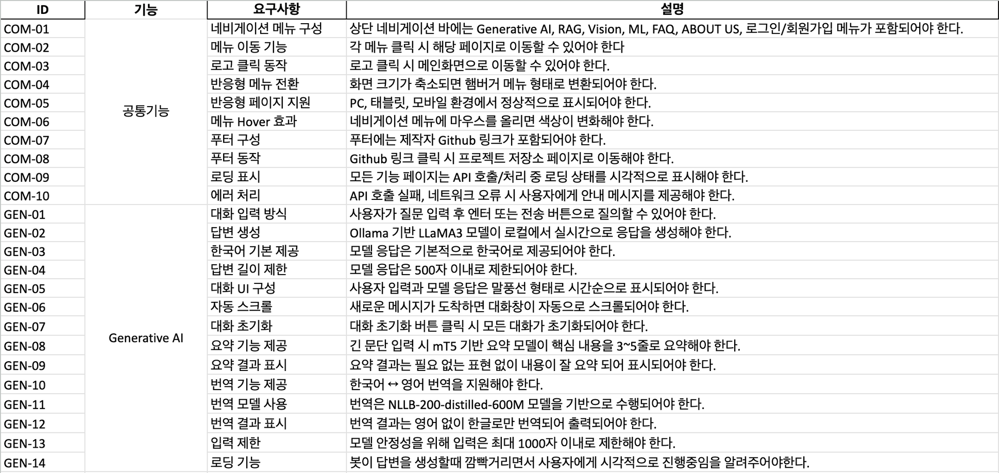 ID 기능 요구사항 설명
COM-01 네비게이션 메뉴 구성 상단 네비게이션 바에는 Generative AI, RAG, Vision, ML, FAQ, ABOUT US, 로그인/회원가입 메뉴가 포함되어야 한다.
COM-02 메뉴 이동 기능 각 메뉴 클릭 시 해당 페이지로 이동할 수 있어야 한다
COM-03 로고 클릭 동작 로고 클릭 시 메인화면으로 이동할 수 있어야 한다.
COM-04 반응형 메뉴 전환 화면 크기가 축소되면 햄버거 메뉴 형태로 변환되어야 한다.
COM-05 반응형 페이지 지원 PC, 태블릿, 모바일 환경에서 정상적으로 표시되어야 한다.
공통기능
COM-06 메뉴 Hover 효과 네비게이션 메뉴에 마우스를 올리면 색상이 변화해야 한다.
COM-07 푸터 구성 푸터에는 제작자 Github 링크가 포함되어야 한다.
COM-08 푸터 동작 Github 링크 클릭 시 프로젝트 저장소 페이지로 이동해야 한다.
COM-09 로딩 표시 모든 기능 페이지는 API 호출/처리 중 로딩 상태를 시각적으로 표시해야 한다.
COM-10 에러 처리 API 호출 실패, 네트워크 오류 시 사용자에게 안내 메시지를 제공해야 한다.
GEN-01 대화 입력 방식 사용자가 질문 입력 후 엔터 또는 전송 버튼으로 질의할 수 있어야 한다.
GEN-02 답변 생성 Ollama 기반 LLaMA3 모델이 로컬에서 실시간으로 응답을 생성해야 한다.
GEN-03 한국어 기본 제공 모델 응답은 기본적으로 한국어로 제공되어야 한다.
GEN-04 답변 길이 제한 모델 응답은 500자 이내로 제한되어야 한다.
GEN-05 대화 UI 구성 사용자 입력과 모델 응답은 말풍선 형태로 시간순으로 표시되어야 한다.
GEN-06 자동 스크롤 새로운 메시지가 도착하면 대화창이 자동으로 스크롤되어야 한다.
GEN-07 대화 초기화 대화 초기화 버튼 클릭 시 모든 대화가 초기화되어야 한다.
Generative AI
GEN-08 요약 기능 제공 긴 문단 입력 시 mT5 기반 요약 모델이 핵심 내용을 3~5줄로 요약해야 한다.
GEN-09 요약 결과 표시 요약 결과는 필요 없는 표현 없이 내용이 잘 요약 되어 표시되어야 한다.
GEN-10 번역 기능 제공 한국어 ↔ 영어 번역을 지원해야 한다.
GEN-11 번역 모델 사용 번역은 NLLB-200-distilled-600M 모델을 기반으로 수행되어야 한다.
GEN-12 번역 결과 표시 번역 결과는 영어 없이 한글로만 번역되어 출력되어야 한다.
GEN-13 입력 제한 모델 안정성을 위해 입력은 최대 1000자 이내로 제한해야 한다.
GEN-14 로딩 기능 봇이 답변을 생성할때 깜빡거리면서 사용자에게 시각적으로 진행중임을 알려주어야한다.